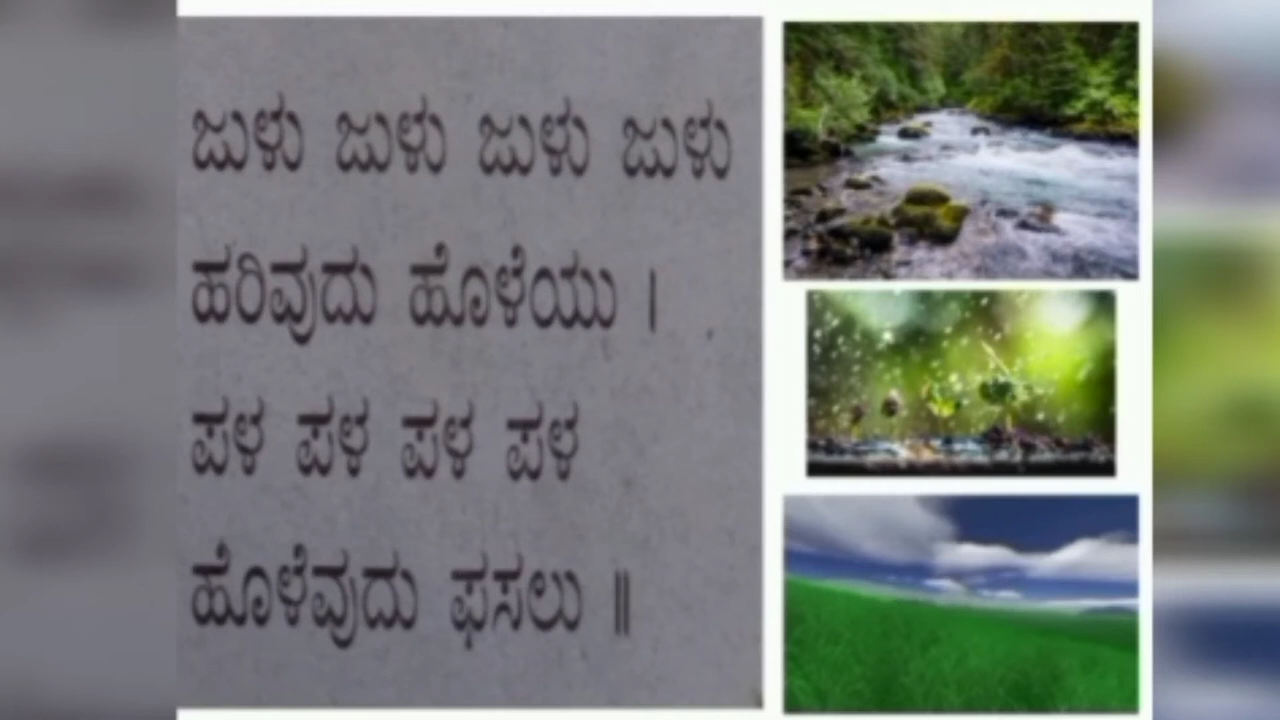 ಜುಳು ಜುಳು ಜುಳು ಜುಳು
ಹರಿವುದು ಹೊಳೆಯು ।
ಪಳ ಪಳ ಪಳ ಪಳ
ಹೊಳೆವುದು ಫಸಲು ॥